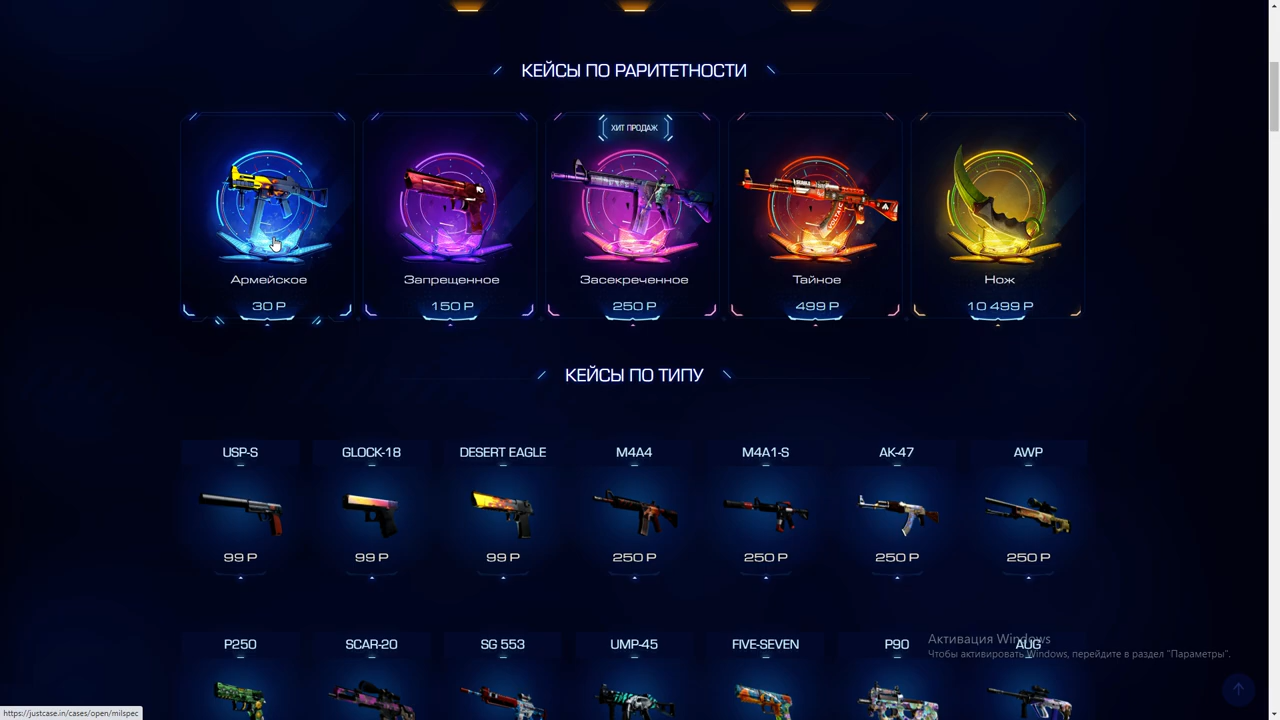 КЕЙСЫ ПО РАРИТЕТНОСТИ
ХИТ ПРОДАЖ
Армейское
Запрещенное
Засекреченное
Тайное
Нож
30 Р
150 Р
250 Р
499 Р
10 499 Р
КЕЙСЫ ПО ТИПУ
USP-S
GLOCK-18
DESERT EAGLE
M4A4
M4A1-S
AK-47
AWP
99 Р
99 Р
99 Р
250 Р
250 Р
250 Р
250 Р
P250
SCAR-20
SG 553
UMP-45
FIVE-SEVEN
P90
AUG
Активация Windows
Чтобы активировать Windows, перейдите в раздел "Параметры".
https://justcase.in/cases/open/milspec